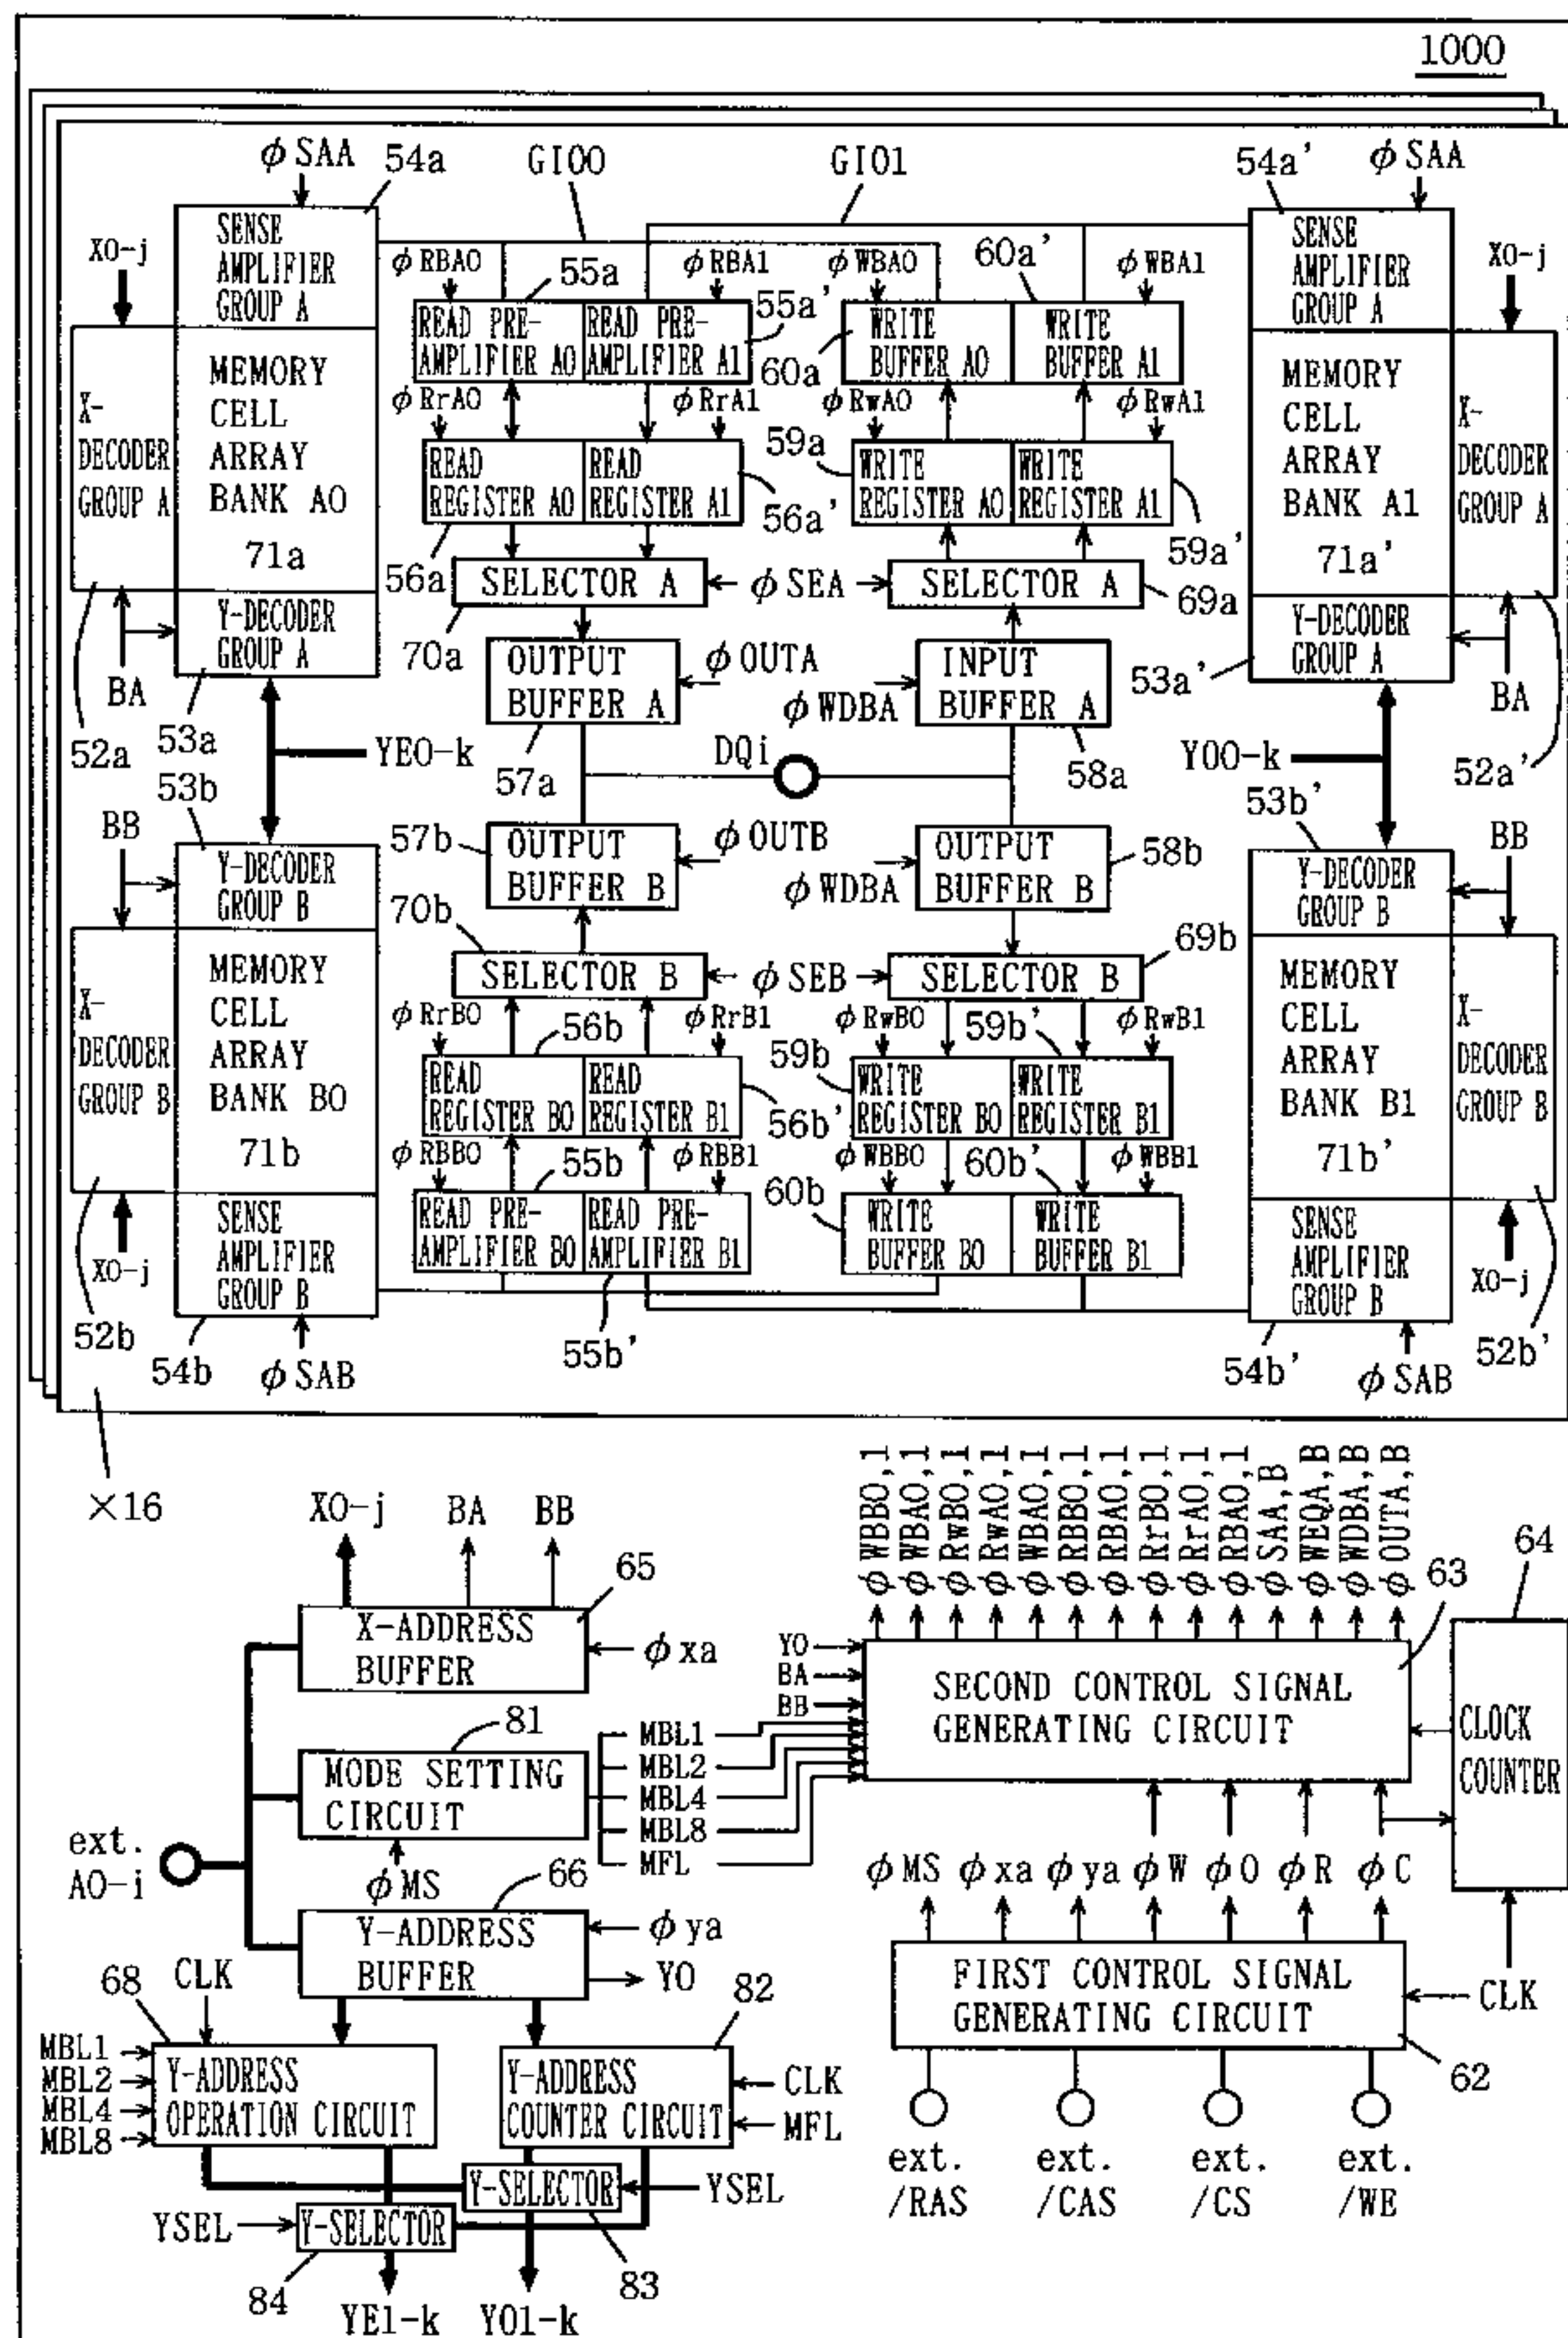 1000
φSAA
54a
GIO0
GIO1
54a'
φSAA
SENSE
AMPLIFIER
GROUP A
X0-j
φRBA0
55a
φRBA1
φWBA0
60a'
φWBA1
SENSE
AMPLIFIER
GROUP A
X0-j
55a'
READ PRE-
AMPLIFIER A0
READ PRE-
AMPLIFIER A1
60a
WRITE
BUFFER A0
WRITE
BUFFER A1
X-
DECODER
GROUP A
MEMORY
CELL
ARRAY
BANK A0
71a
φRrA0
φRrA1
φRwA0
φRwA1
MEMORY
CELL
ARRAY
BANK A1
71a'
X-
DECODER
GROUP A
59a
READ
REGISTER A0
READ
REGISTER A1
56a'
WRITE
REGISTER A0
WRITE
REGISTER A1
59a'
56a
SELECTOR A
φSEA
SELECTOR A
69a
Y-DECODER
GROUP A
70a
OUTPUT
BUFFER A
φOUTA
φWDBA
INPUT
BUFFER A
Y-DECODER
GROUP A
53a'
BA
BA
52a
53a
YE0-k
57a
DQi
58a
YO0-k
52a'
53b
53b'
BB
57b
OUTPUT
BUFFER B
φOUTB
φWDBA
OUTPUT
BUFFER B
58b
BB
Y-DECODER
GROUP B
Y-DECODER
GROUP B
70b
69b
SELECTOR B
φSEB
SELECTOR B
X-
DECODER
GROUP B
MEMORY
CELL
ARRAY
BANK B0
71b
φRrB0
56b
φRrB1
φRwB0
59b'
φRwB1
MEMORY
CELL
ARRAY
BANK B1
71b'
X-
DECODER
GROUP B
59b
READ
REGISTER B0
READ
REGISTER B1
56b'
WRITE
REGISTER B0
WRITE
REGISTER B1
φRBB0
55b
φRBB1
φWBB0
60b'
φWBB1
60b
READ PRE-
AMPLIFIER B0
READ PRE-
AMPLIFIER B1
WRITE
BUFFER B0
WRITE
BUFFER B1
X0-j
SENSE
AMPLIFIER
GROUP B
SENSE
AMPLIFIER
GROUP B
X0-j
52b
54b
φSAB
55b'
54b'
φSAB
52b'
×16
φWBB0,1
φWBA0,1
φRwB0,1
φRwA0,1
φWBA0,1
φRBB0,1
φRBA0,1
φRrB0,1
φRrA0,1
φRBA0,1
φSAA,B
φWEQA,B
φWDBA,B
φOUTA,B
X0-j
BA
BB
65
63
64
X-ADDRESS
BUFFER
φxa
Y0
BA
BB
SECOND CONTROL SIGNAL
GENERATING CIRCUIT
CLOCK
COUNTER
81
MODE SETTING
CIRCUIT
MBL1
MBL2
MBL4
MBL8
MFL
ext.
A0-i
φMS
66
φMS
φxa
φya
φW
φO
φR
φC
Y-ADDRESS
BUFFER
φya
Y0
FIRST CONTROL SIGNAL
GENERATING CIRCUIT
CLK
62
68
CLK
82
MBL1
MBL2
MBL4
MBL8
Y-ADDRESS
OPERATION CIRCUIT
Y-ADDRESS
COUNTER CIRCUIT
CLK
MFL
ext.
/RAS
ext.
/CAS
ext.
/CS
ext.
/WE
Y-SELECTOR
YSEL
YSEL
Y-SELECTOR
84
83
YE1-k
YO1-k